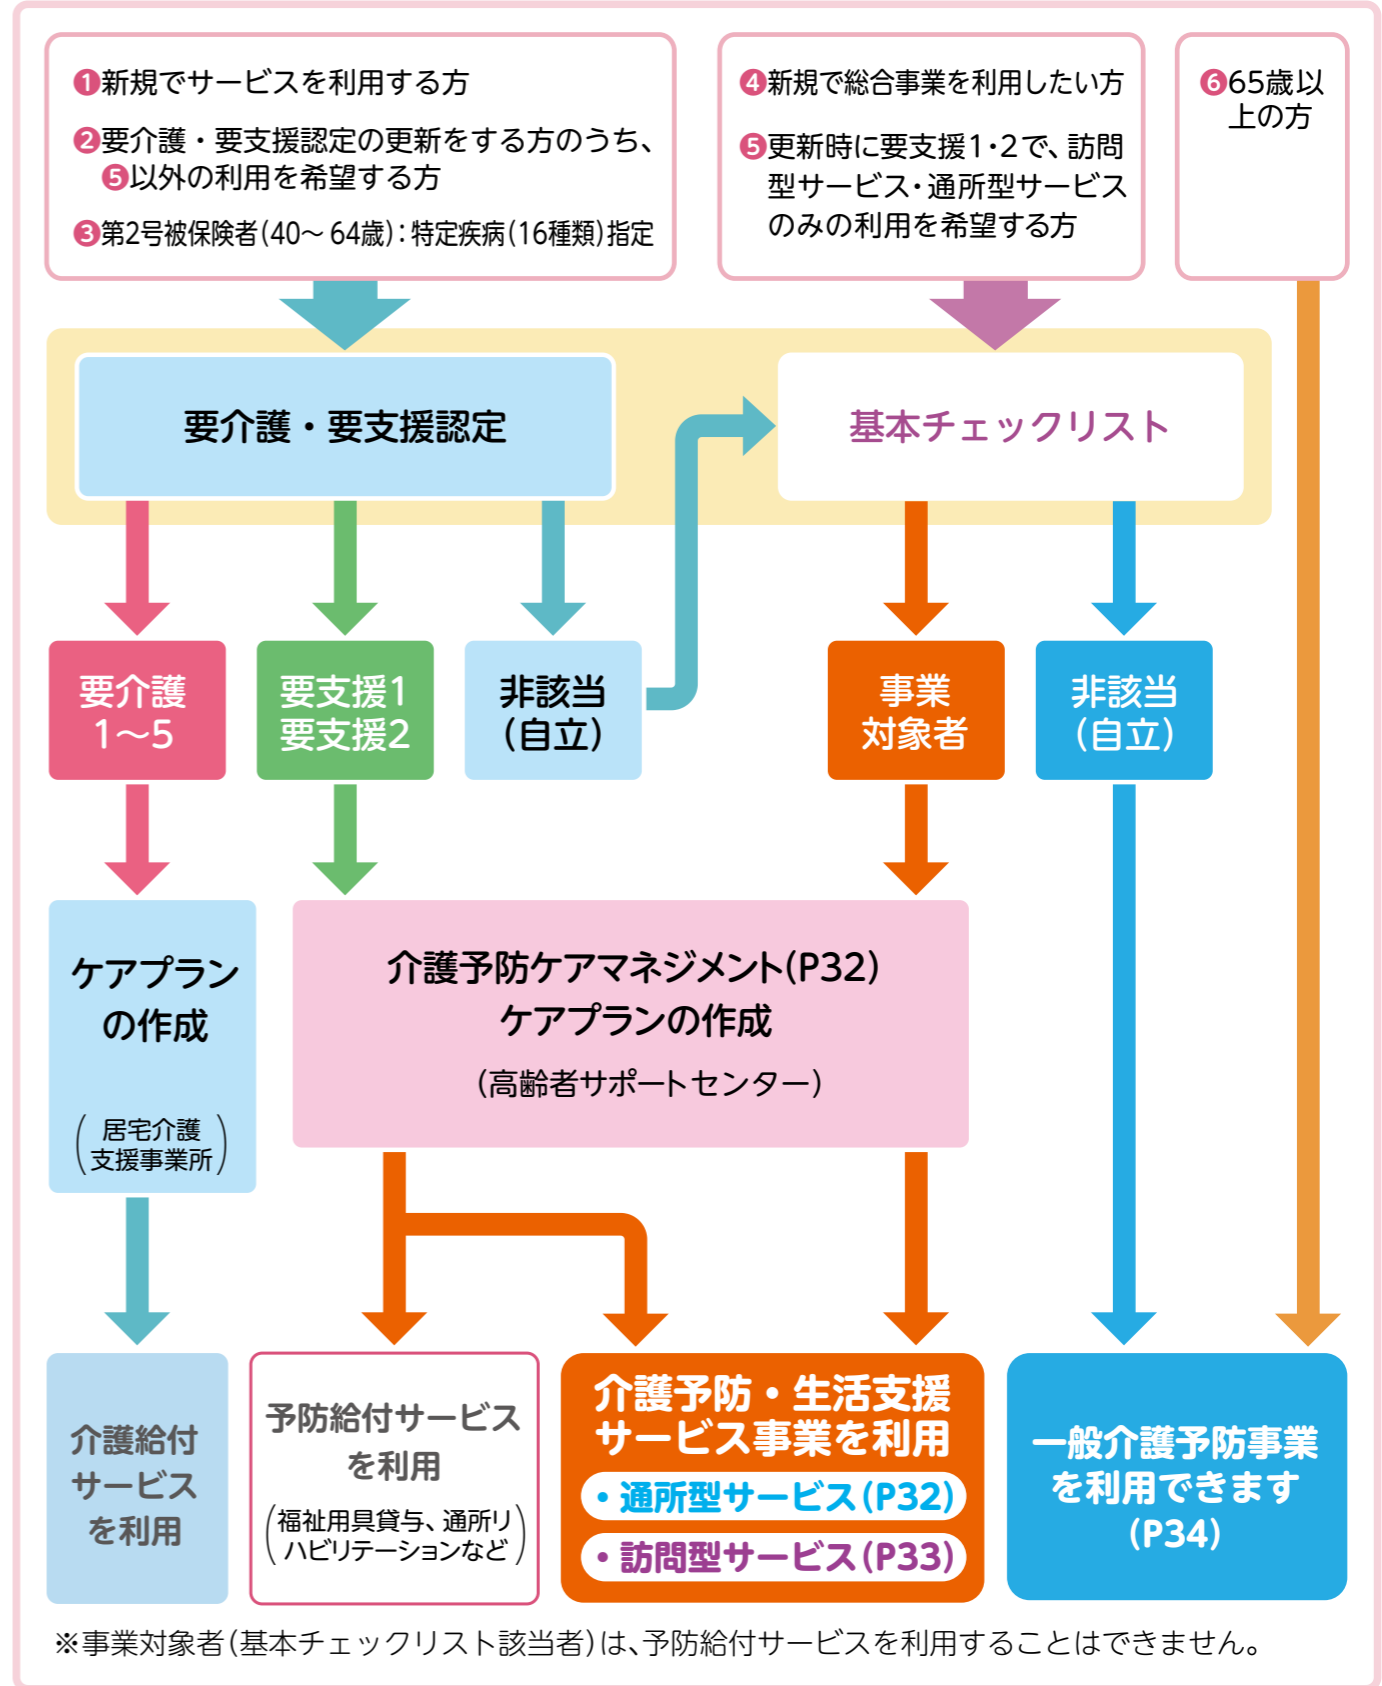 ❶新規でサービスを利用する方
❷要介護・要支援認定の更新をする方のうち、
❺以外の利用を希望する方
❸第2号被保険者(40～64歳)：特定疾病(16種類)指定
❹新規で総合事業を利用したい方
❺更新時に要支援1・2で、訪問
型サービス・通所型サービス
のみの利用を希望する方
❻65歳以
上の方
要介護・要支援認定
基本チェックリスト
要介護
1～5
要支援1
要支援2
非該当
(自立)
事業
対象者
非該当
(自立)
ケアプラン
の作成
(居宅介護
支援事業所)
介護予防ケアマネジメント(P32)
ケアプランの作成
(高齢者サポートセンター)
介護給付
サービス
を利用
予防給付サービス
を利用
(福祉用具貸与、通所リ
ハビリテーションなど)
介護予防・生活支援
サービス事業を利用
・通所型サービス(P32)
・訪問型サービス(P33)
一般介護予防事業
を利用できます
(P34)
※事業対象者(基本チェックリスト該当者)は、予防給付サービスを利用することはできません。